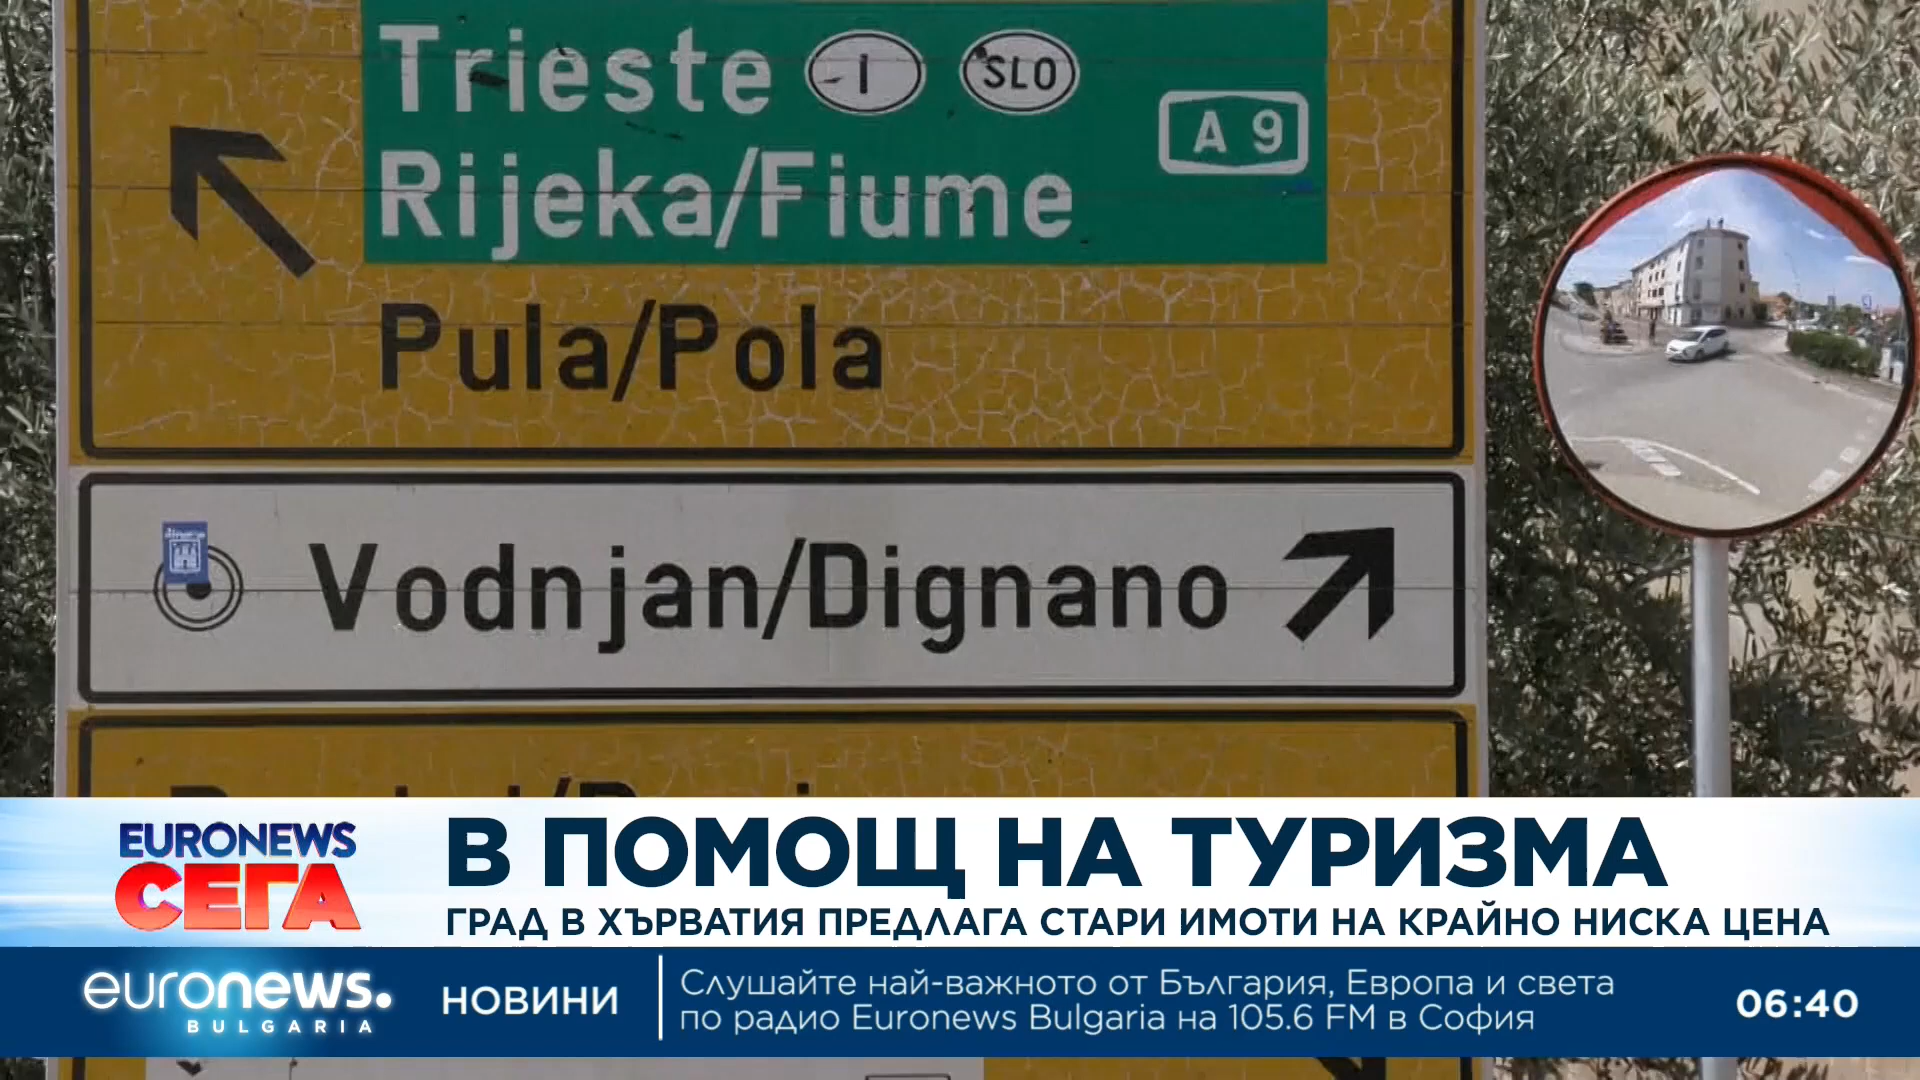 Trieste I SLO
A 9
Rijeka/Fiume
Pula/Pola
Vodnjan/Dignano
EURONEWS
СЕГА
В ПОМОЩ НА ТУРИЗМА
ГРАД В ХЪРВАТИЯ ПРЕДЛАГА СТАРИ ИМОТИ НА КРАЙНО НИСКА ЦЕНА
euronews.
BULGARIA
НОВИНИ
Слушайте най-важното от България, Европа и света
по радио Euronews Bulgaria на 105.6 FM в София
06:40